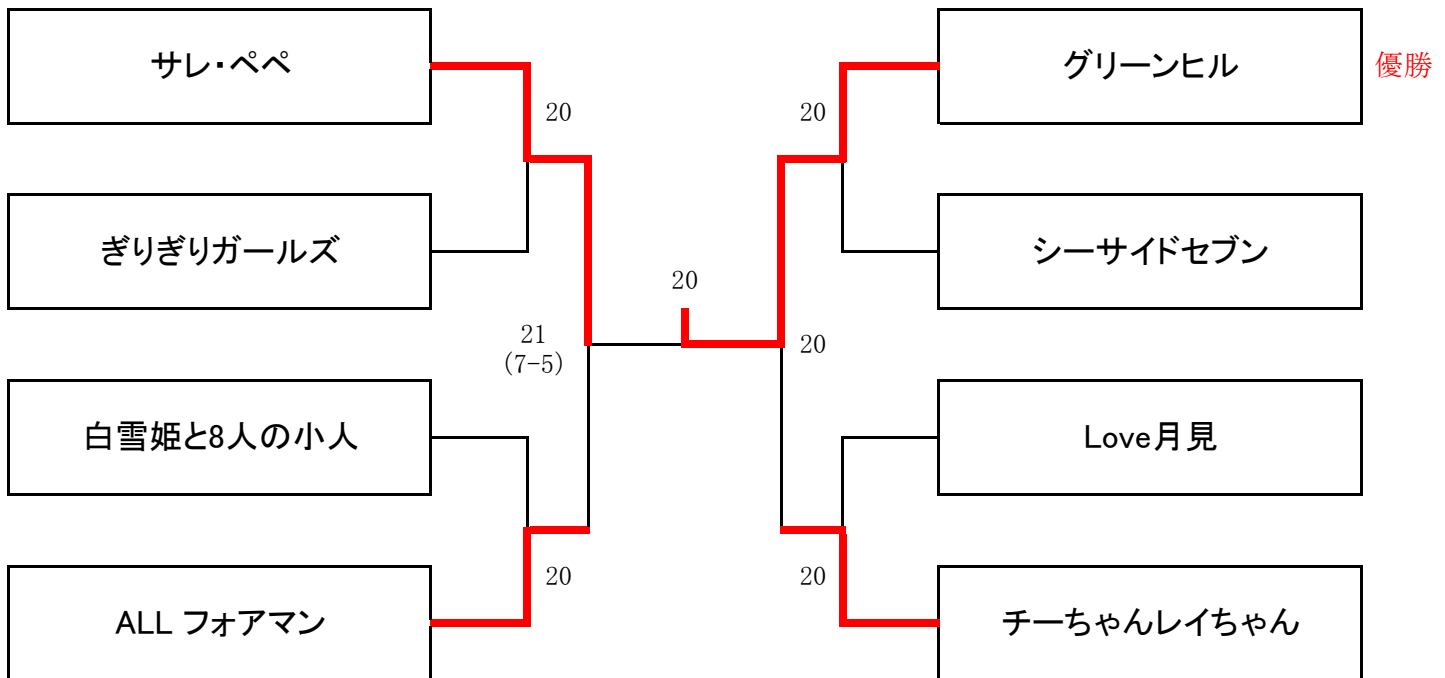 サレ・ペペ
グリーンヒル
優勝
20
20
ぎりぎりガールズ
シーサイドセブン
20
21
(7-5)
20
白雪姫と8人の小人
Love月見
20
20
ALL フォアマン
チーちゃんレイちゃん